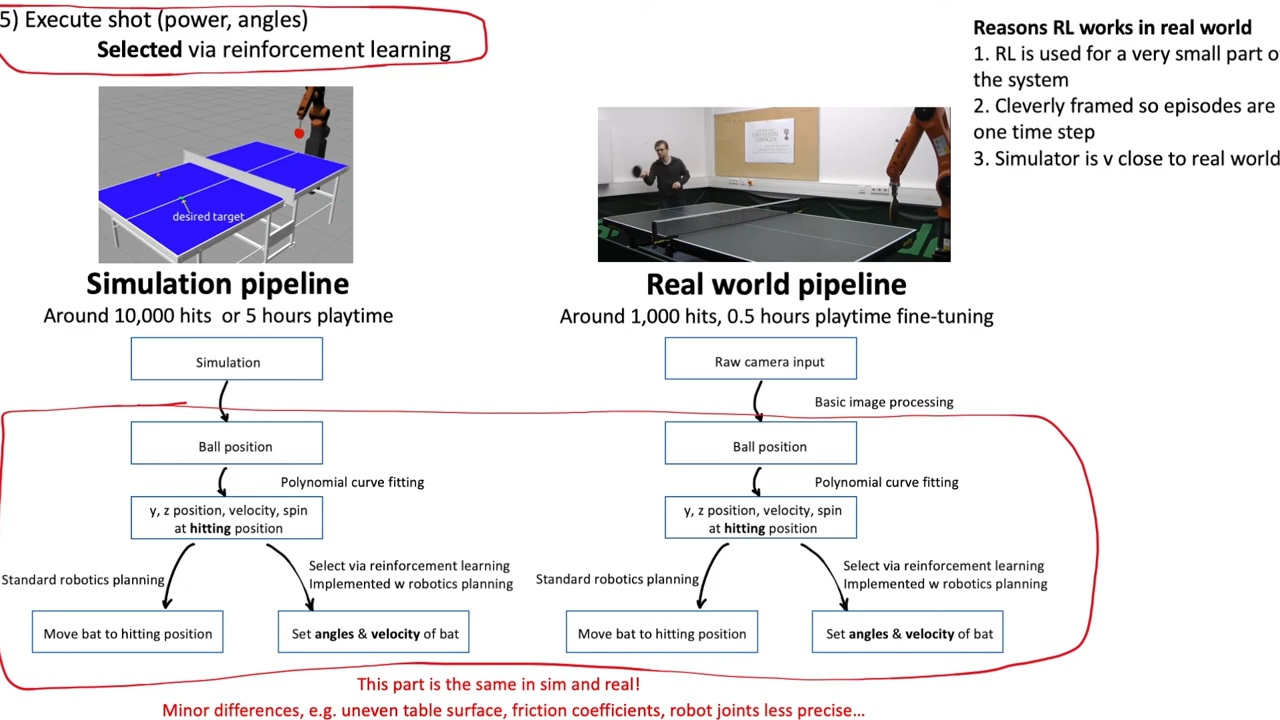 5) Execute shot (power, angles)
Selected via reinforcement learning
Reasons RL works in real world
1. RL is used for a very small part o
the system
2. Cleverly framed so episodes are
one time step
3. Simulator is v close to real world
desired target
Simulation pipeline
Around 10,000 hits or 5 hours playtime
Simulation
Ball position
Polynomial curve fitting
y, z position, velocity, spin
at hitting position
Standard robotics planning
Select via reinforcement learning
Implemented w robotics planning
Move bat to hitting position
Set angles & velocity of bat
Real world pipeline
Around 1,000 hits, 0.5 hours playtime fine-tuning
Raw camera input
Basic image processing
Ball position
Polynomial curve fitting
y, z position, velocity, spin
at hitting position
Standard robotics planning
Select via reinforcement learning
Implemented w robotics planning
Move bat to hitting position
Set angles & velocity of bat
This part is the same in sim and real!
Minor differences, e.g. uneven table surface, friction coefficients, robot joints less precise...